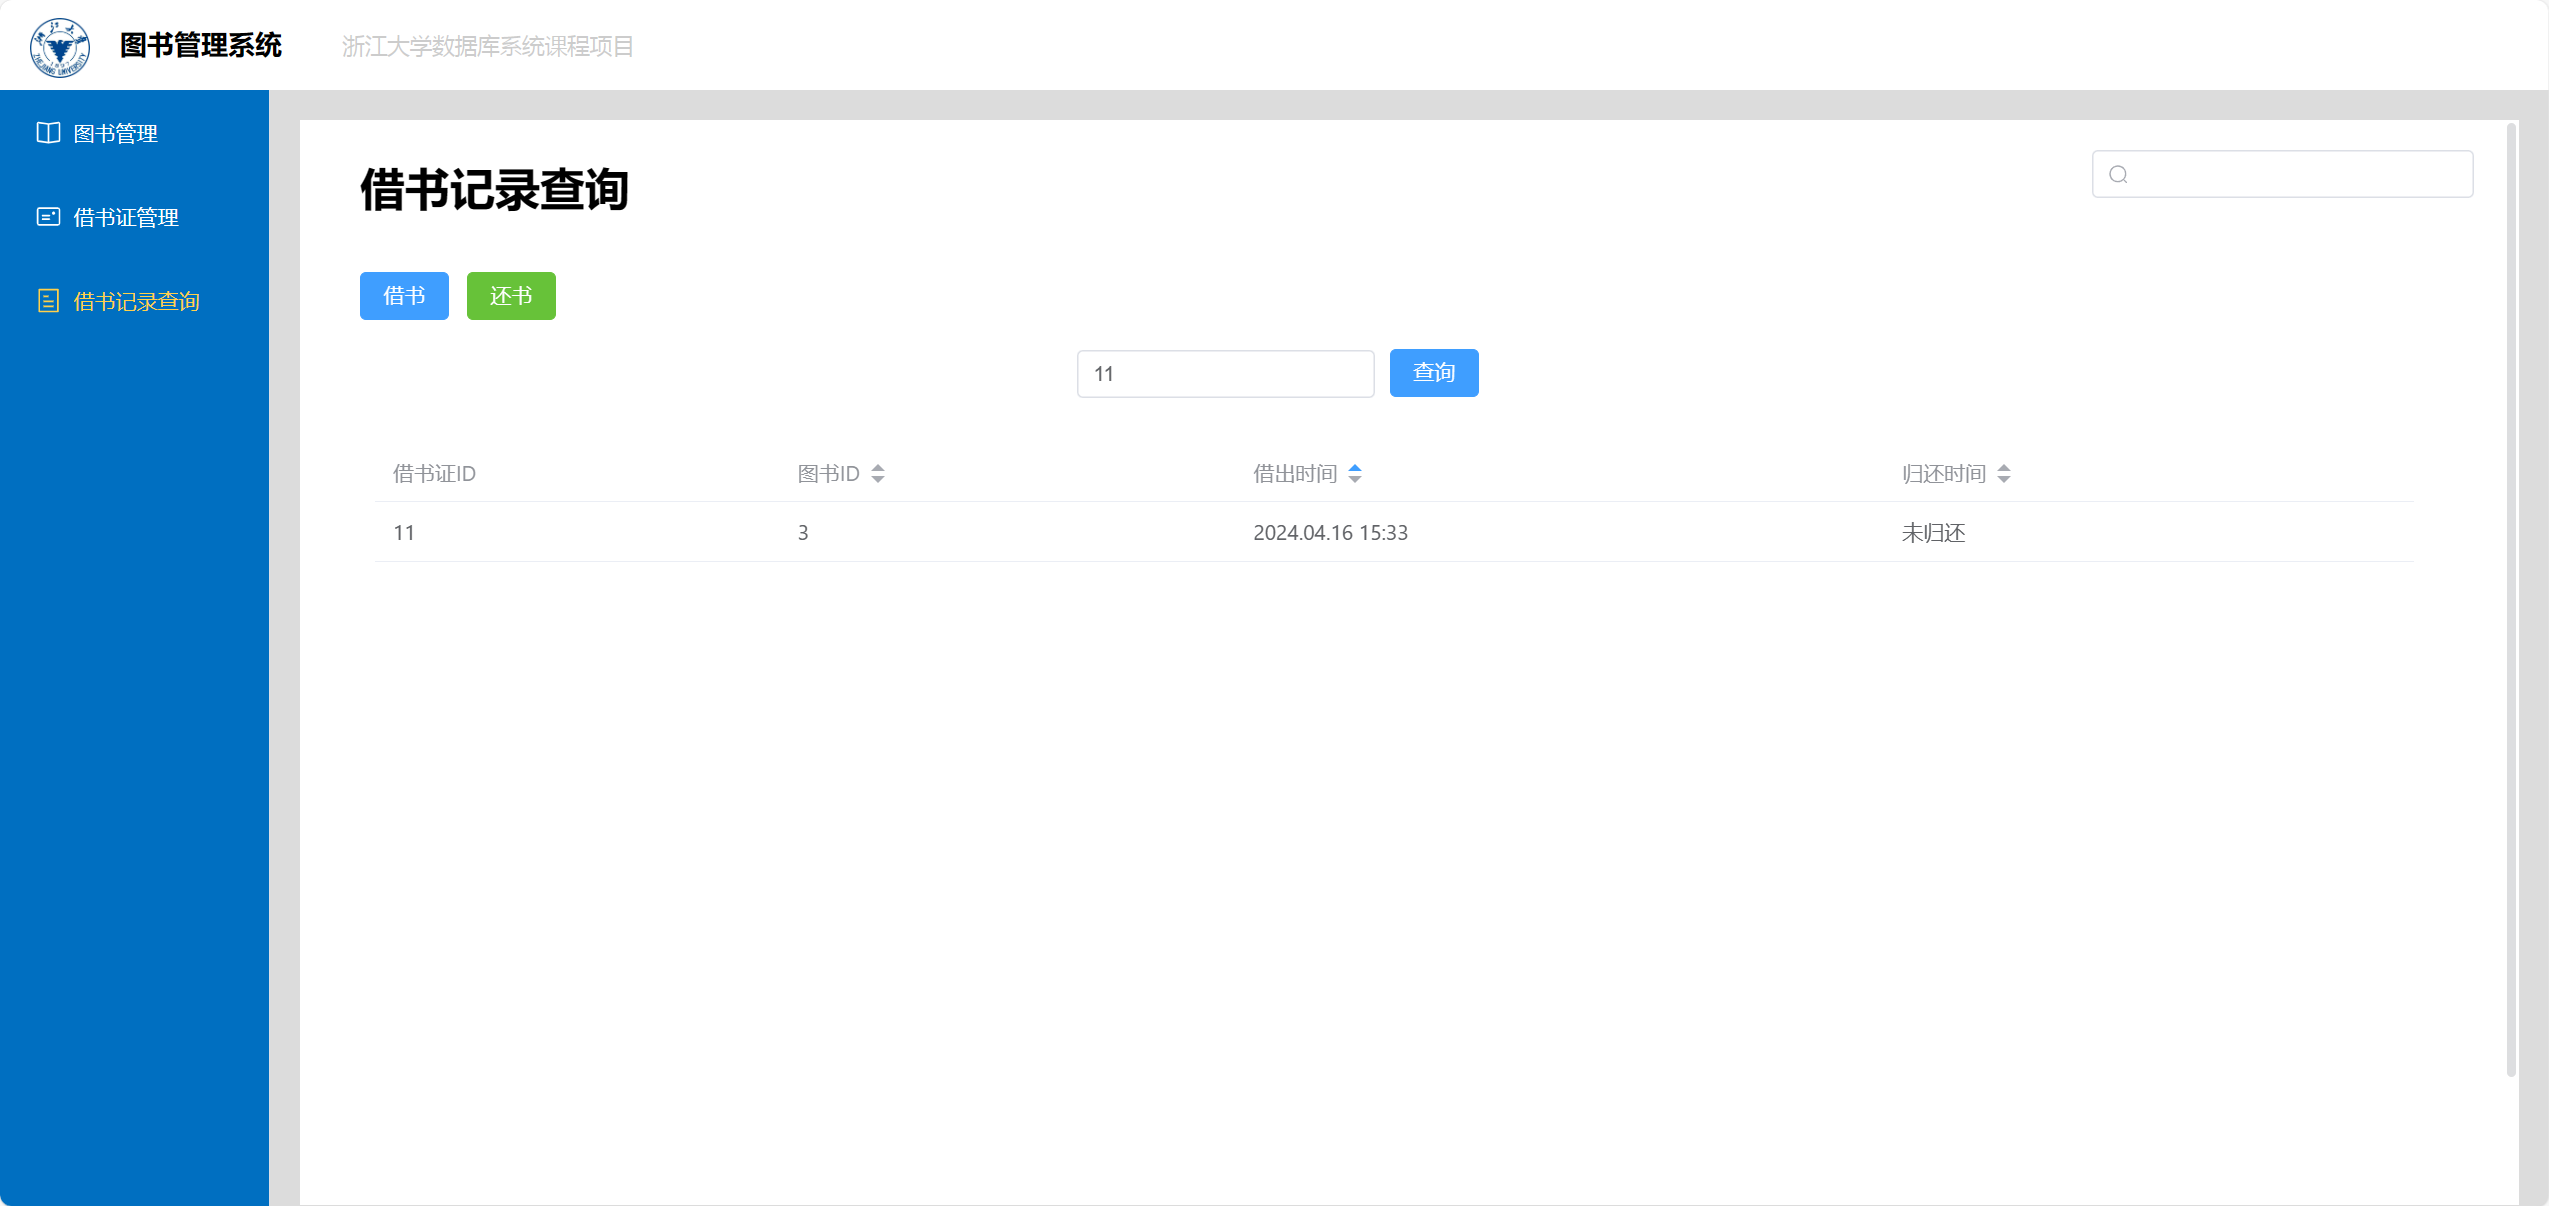 图书管理系统
浙江大学数据库系统课程项目
图书管理
借书证管理
借书记录查询
借书记录查询
借书
还书
11
查询
借书证ID 图书ID 借出时间 归还时间
11 3 2024.04.16 15:33 未归还